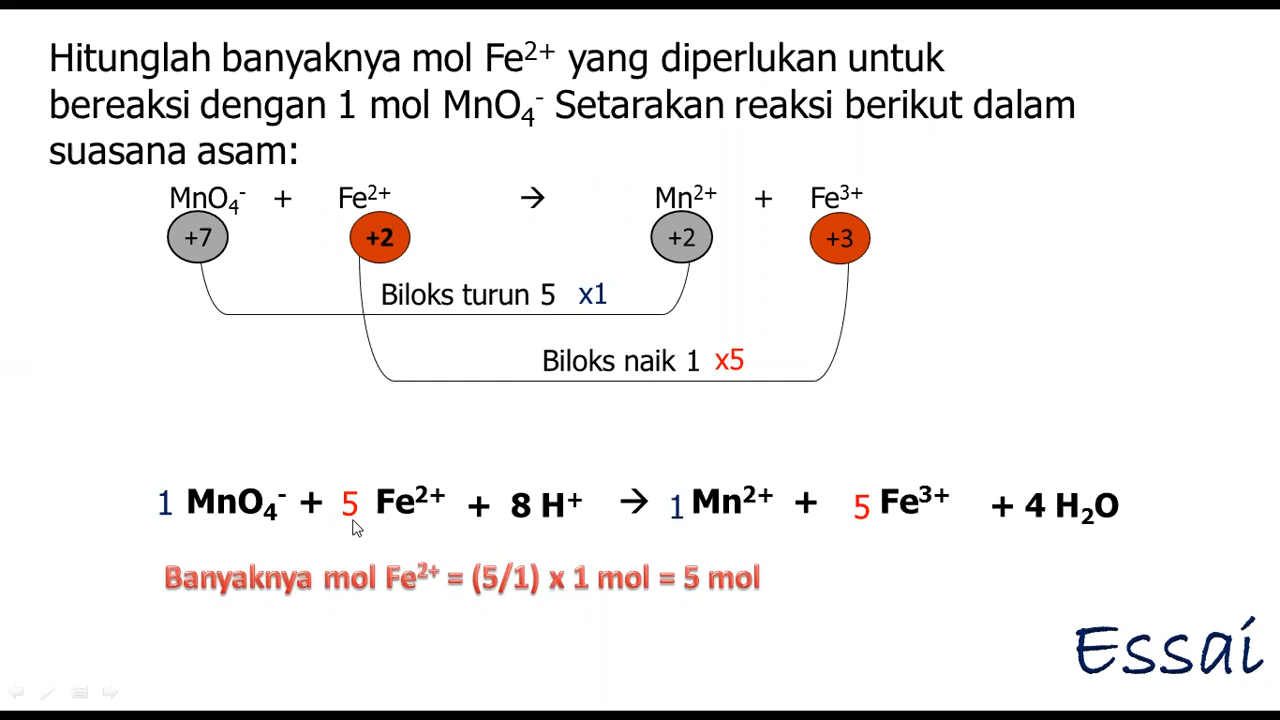 Hitunglah banyaknya mol Fe²⁺ yang diperlukan untuk
bereaksi dengan 1 mol MnO₄⁻ Setarakan reaksi berikut dalam
suasana asam:
MnO₄⁻ + Fe²⁺ → Mn²⁺ + Fe³⁺
+7 +2 +2 +3
Biloks turun 5 x1
Biloks naik 1 x5
1 MnO₄⁻ + 5 Fe²⁺ + 8 H⁺ → 1 Mn²⁺ + 5 Fe³⁺ + 4 H₂O
Banyaknya mol Fe²⁺ = (5/1) x 1 mol = 5 mol
Essai